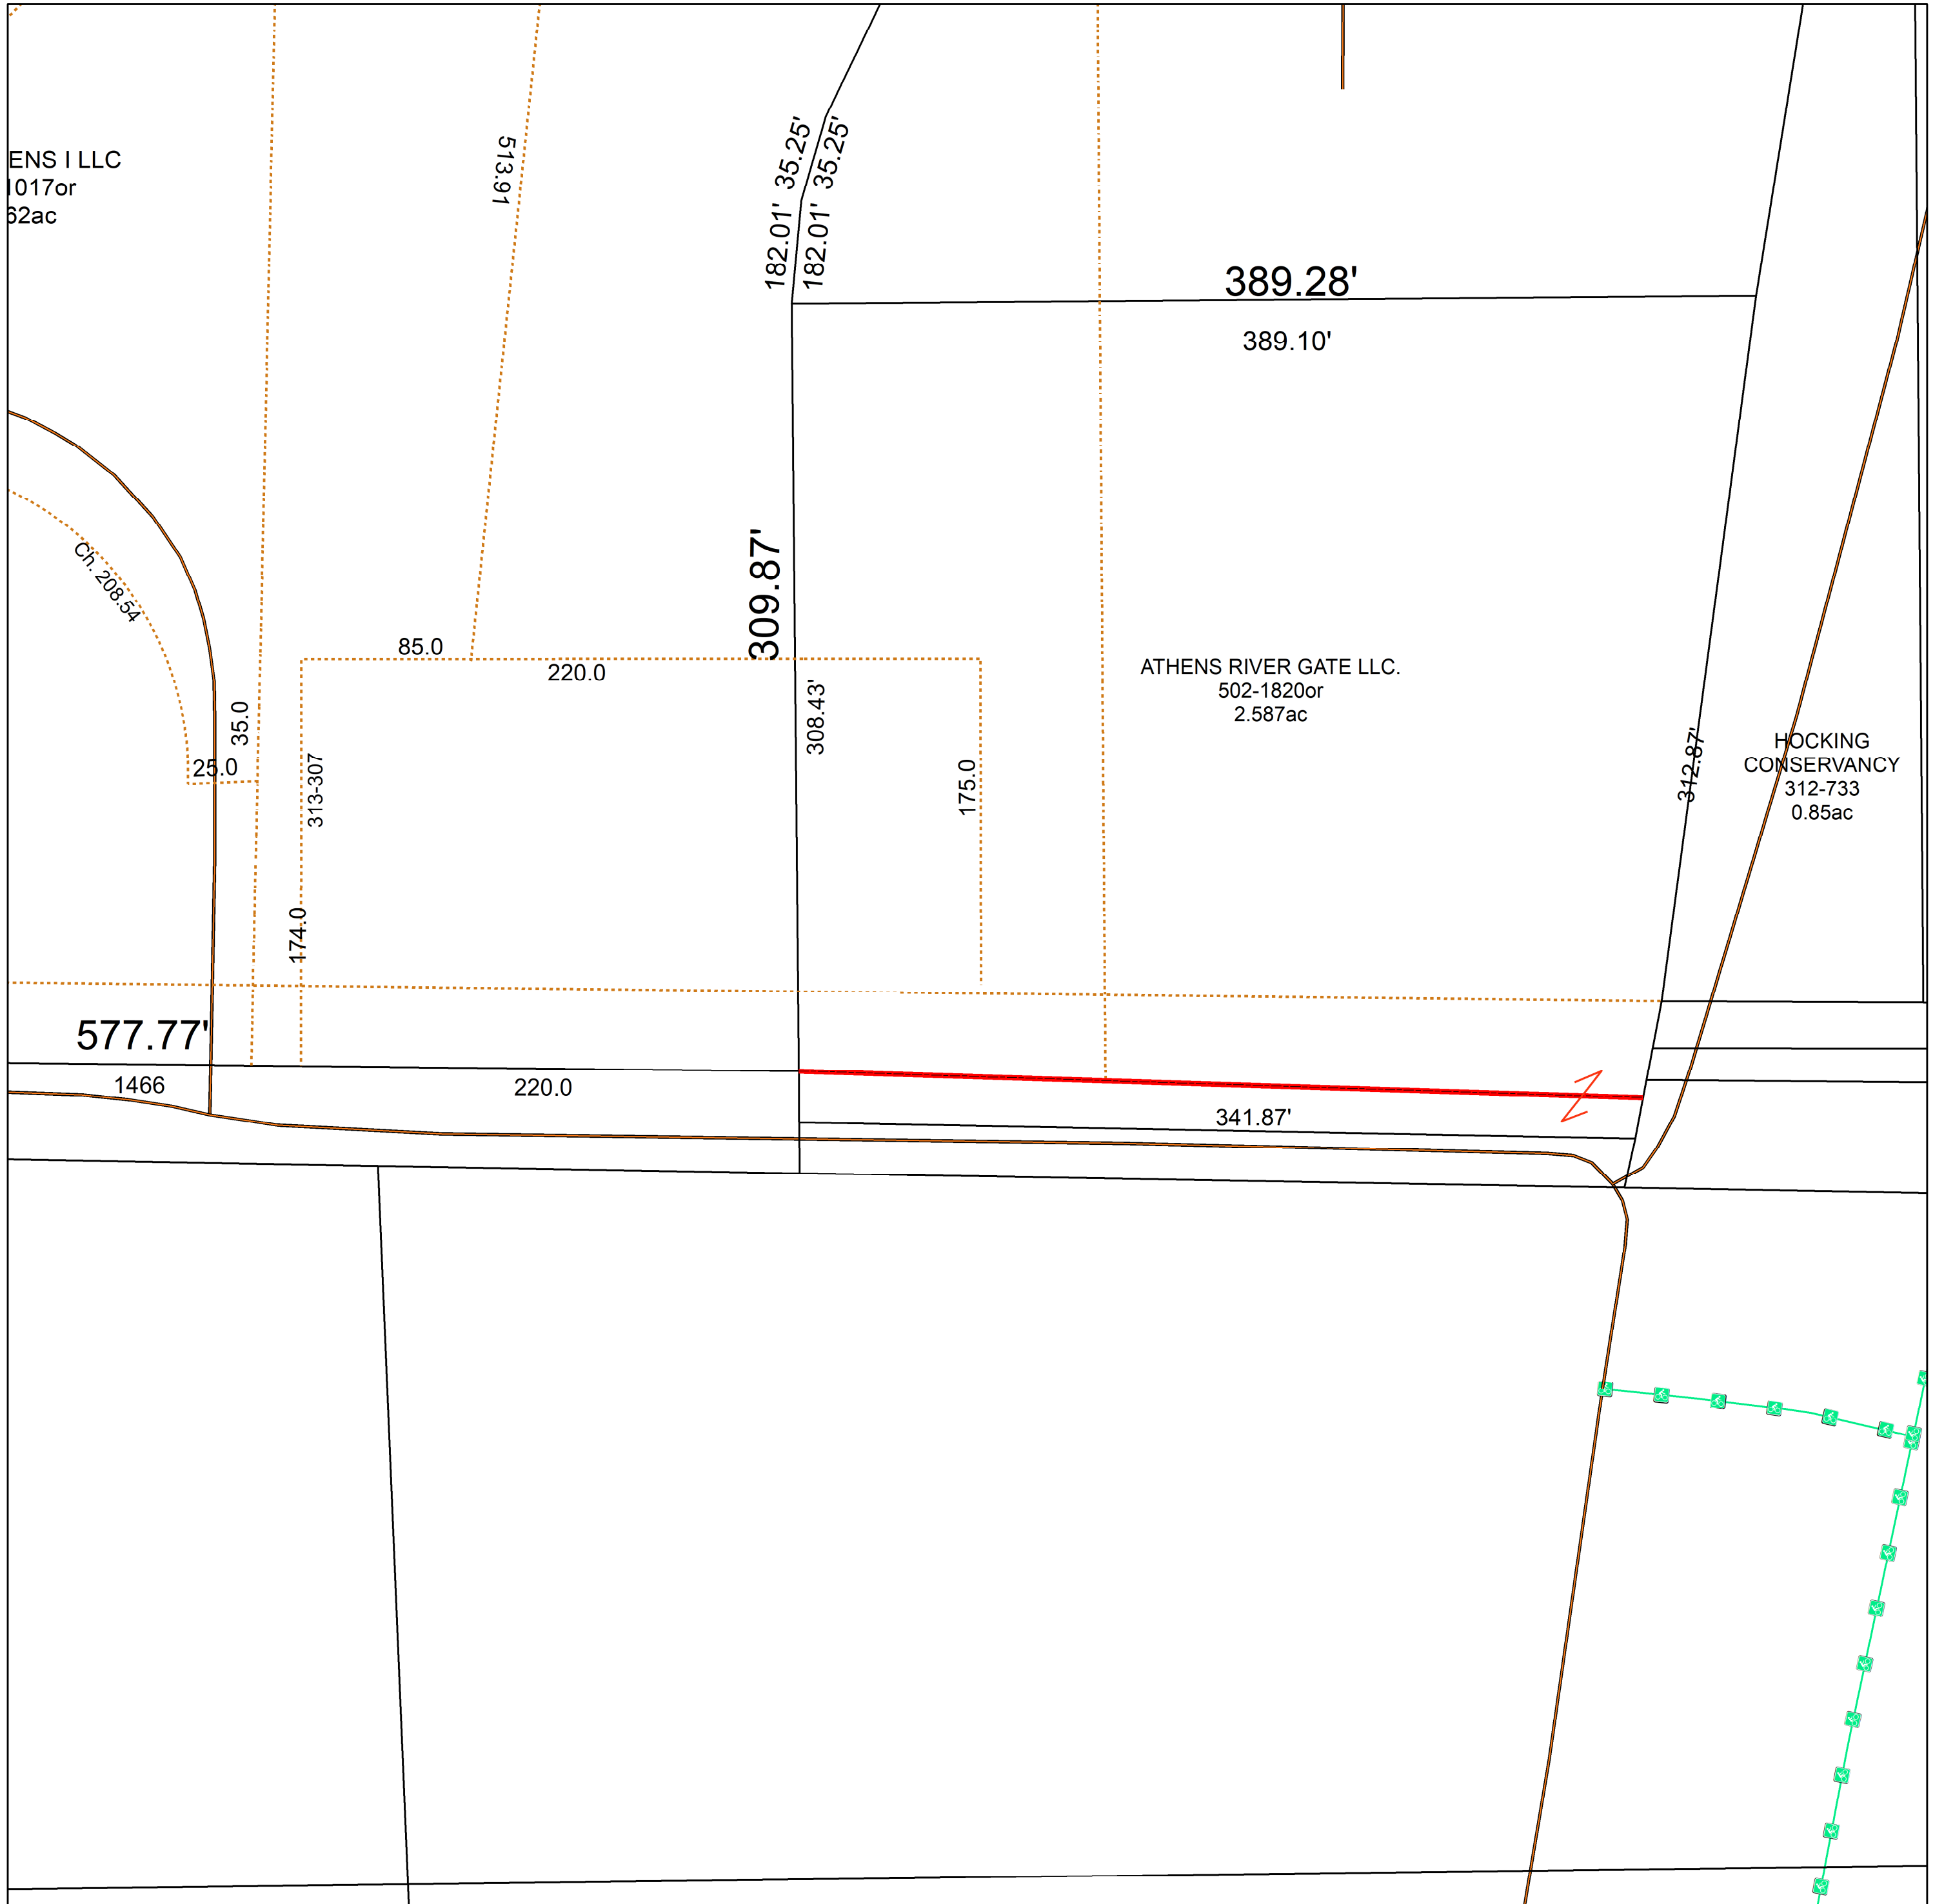 ENS I LLC
1017or
62ac
513.91
182.01' 35.25'
182.01' 35.25'
389.28'
389.10'
Ch. 208.54
309.87'
85.0
220.0
308.43'
ATHENS RIVER GATE LLC.
502-1820or
2.587ac
35.0
25.0
313-307
175.0
312.87'
HOCKING
CONSERVANCY
312-733
0.85ac
174.0
577.77'
1466
220.0
341.87'